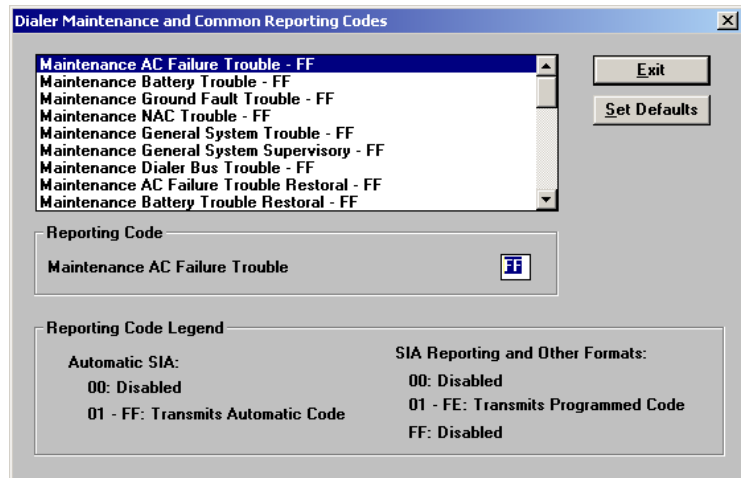 Dialer Maintenance and Common Reporting Codes
Maintenance AC Failure Trouble - FF
Maintenance Battery Trouble - FF
Maintenance Ground Fault Trouble - FF
Maintenance NAC Trouble - FF
Maintenance General System Trouble - FF
Maintenance General System Supervisory - FF
Maintenance Dialer Bus Trouble - FF
Maintenance AC Failure Trouble Restoral - FF
Maintenance Battery Trouble Restoral - FF
Exit
Set Defaults
Reporting Code
Maintenance AC Failure Trouble FF
Reporting Code Legend
Automatic SIA:
00: Disabled
01 - FF: Transmits Automatic Code
SIA Reporting and Other Formats:
00: Disabled
01 - FE: Transmits Programmed Code
FF: Disabled